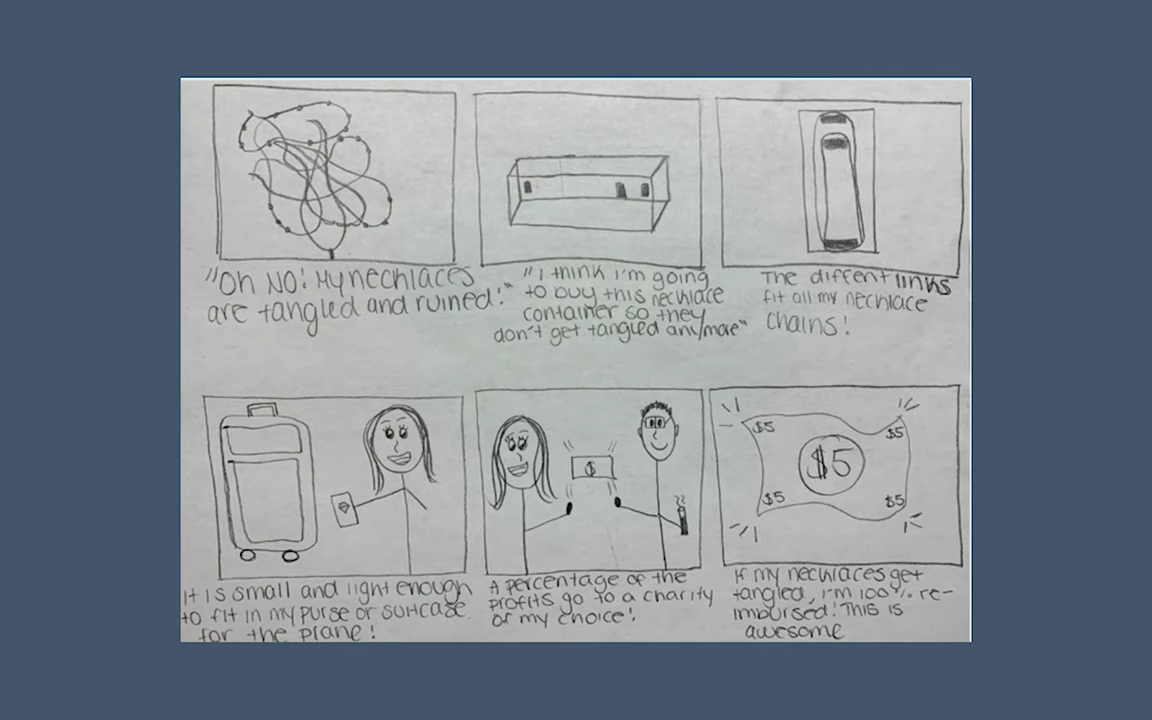 "Oh NO! My necklaces
are tangled and ruined!"
"I think I'm going
to buy this necklace
container so they
don't get tangled anymore"
The diffent links
fit all my necklace
chains!
It is small and light enough
to fit in my purse or suitcase
for the plane!
$
A percentage of the
profits go to a charity
of my choice!
$5
$5
$5
$5
$5
If my necklaces get
tangled, I'm 100% re-
imbursed! This is
awesome